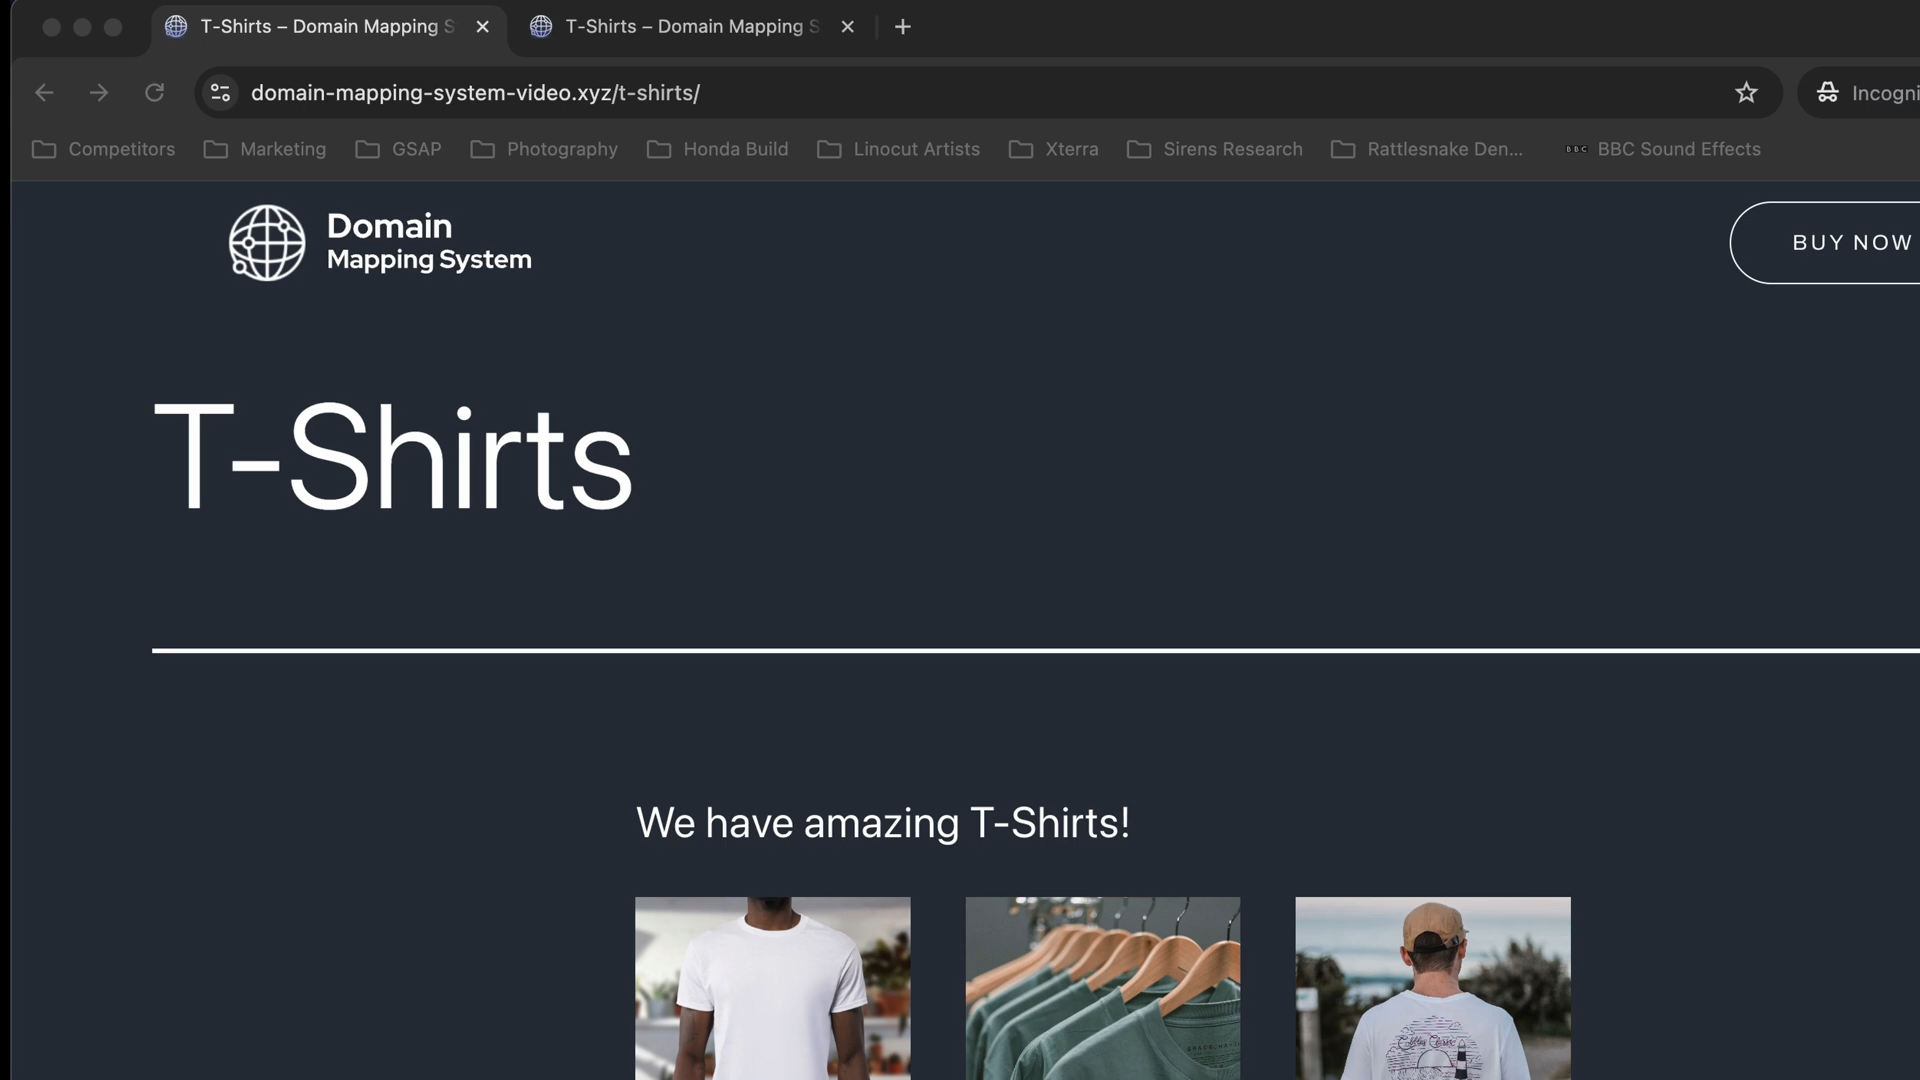 T-Shirts – Domain Mapping S
T-Shirts – Domain Mapping S
domain-mapping-system-video.xyz/t-shirts/
Incogni
Competitors
Marketing
GSAP
Photography
Honda Build
Linocut Artists
Xterra
Sirens Research
Rattlesnake Den...
BBC
BBC Sound Effects
Domain
Mapping System
BUY NOW
T-Shirts
We have amazing T-Shirts!